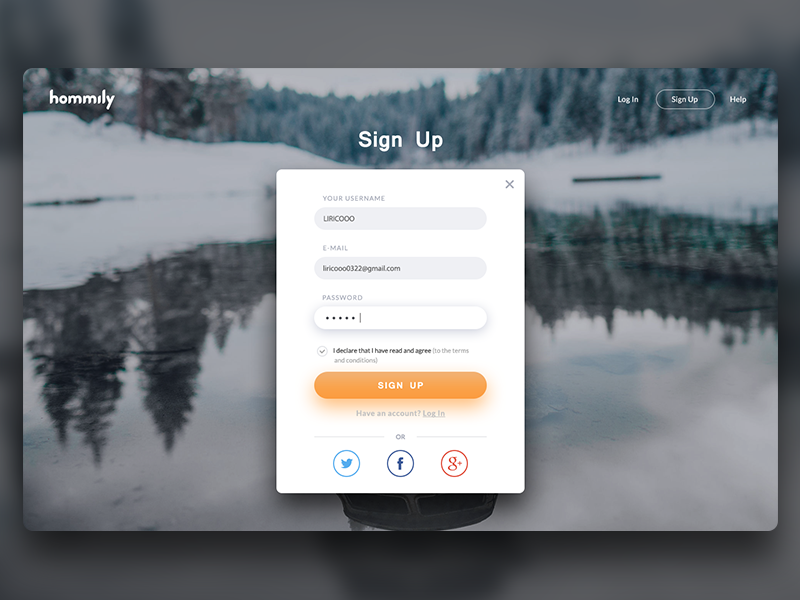 hommily
Log In
Sign Up
Help
Sign Up
YOUR USERNAME
LIRICOOO
E-MAIL
liricooo0322@gmail.com
PASSWORD
•••••
I declare that I have read and agree (to the terms
and conditions)
SIGN UP
Have an account? Log In
OR
f
g+